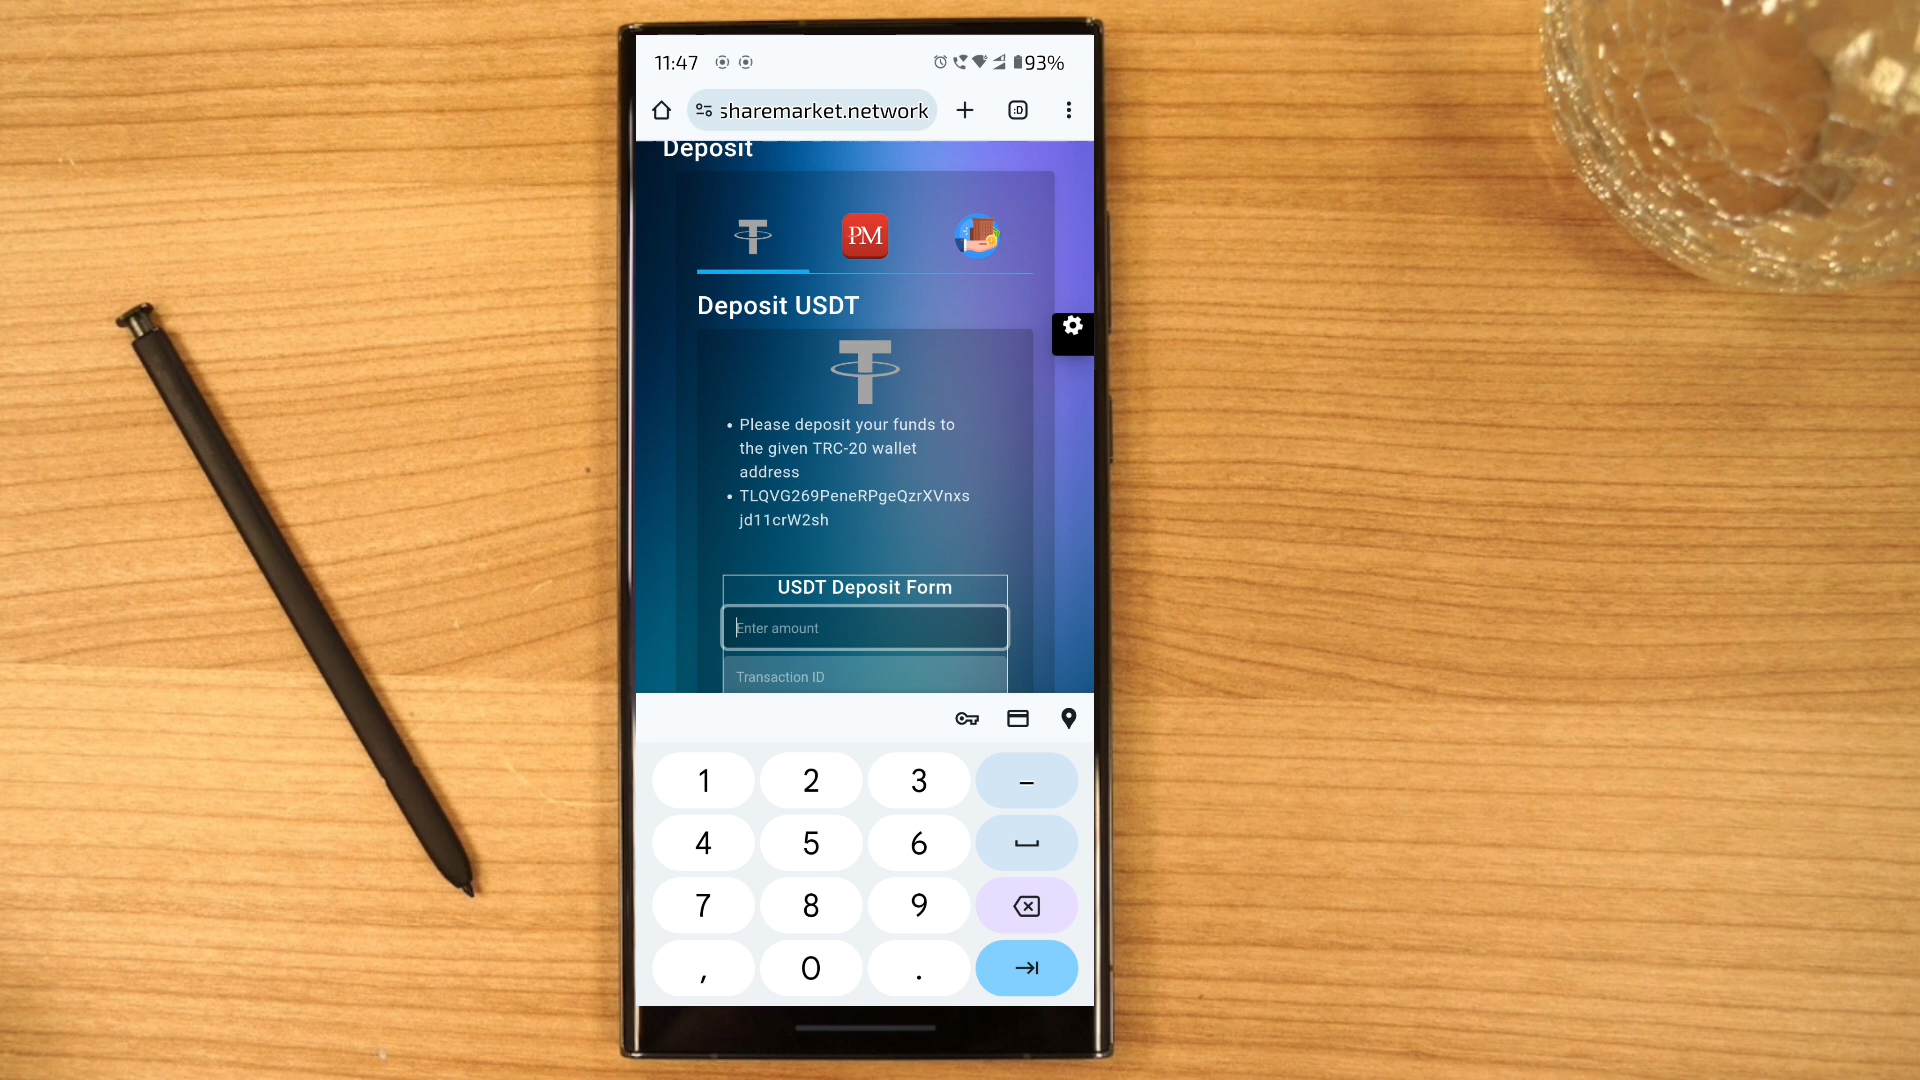 11:47
93%
sharemarket.network
:D
Deposit
PM
Deposit USDT
Please deposit your funds to
the given TRC-20 wallet
address
TLQVG269PeneRPgeQzrXVnxs
jd11crW2sh
USDT Deposit Form
Enter amount
Transaction ID
1 2 3 –
4 5 6
7 8 9
, 0 .